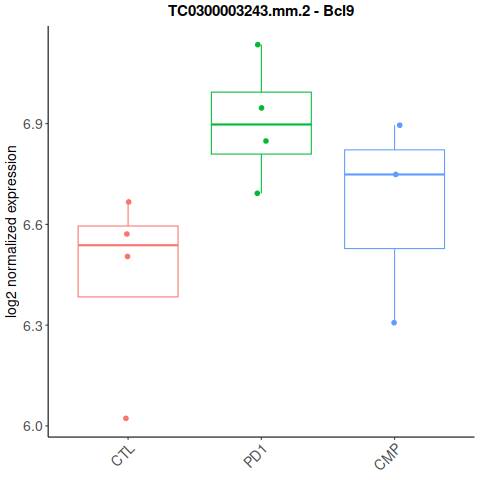 TC0300003243.mm.2 - Bcl9
log2 normalized expression
6.9
6.6
6.3
6.0
CTL
PD1
CMP